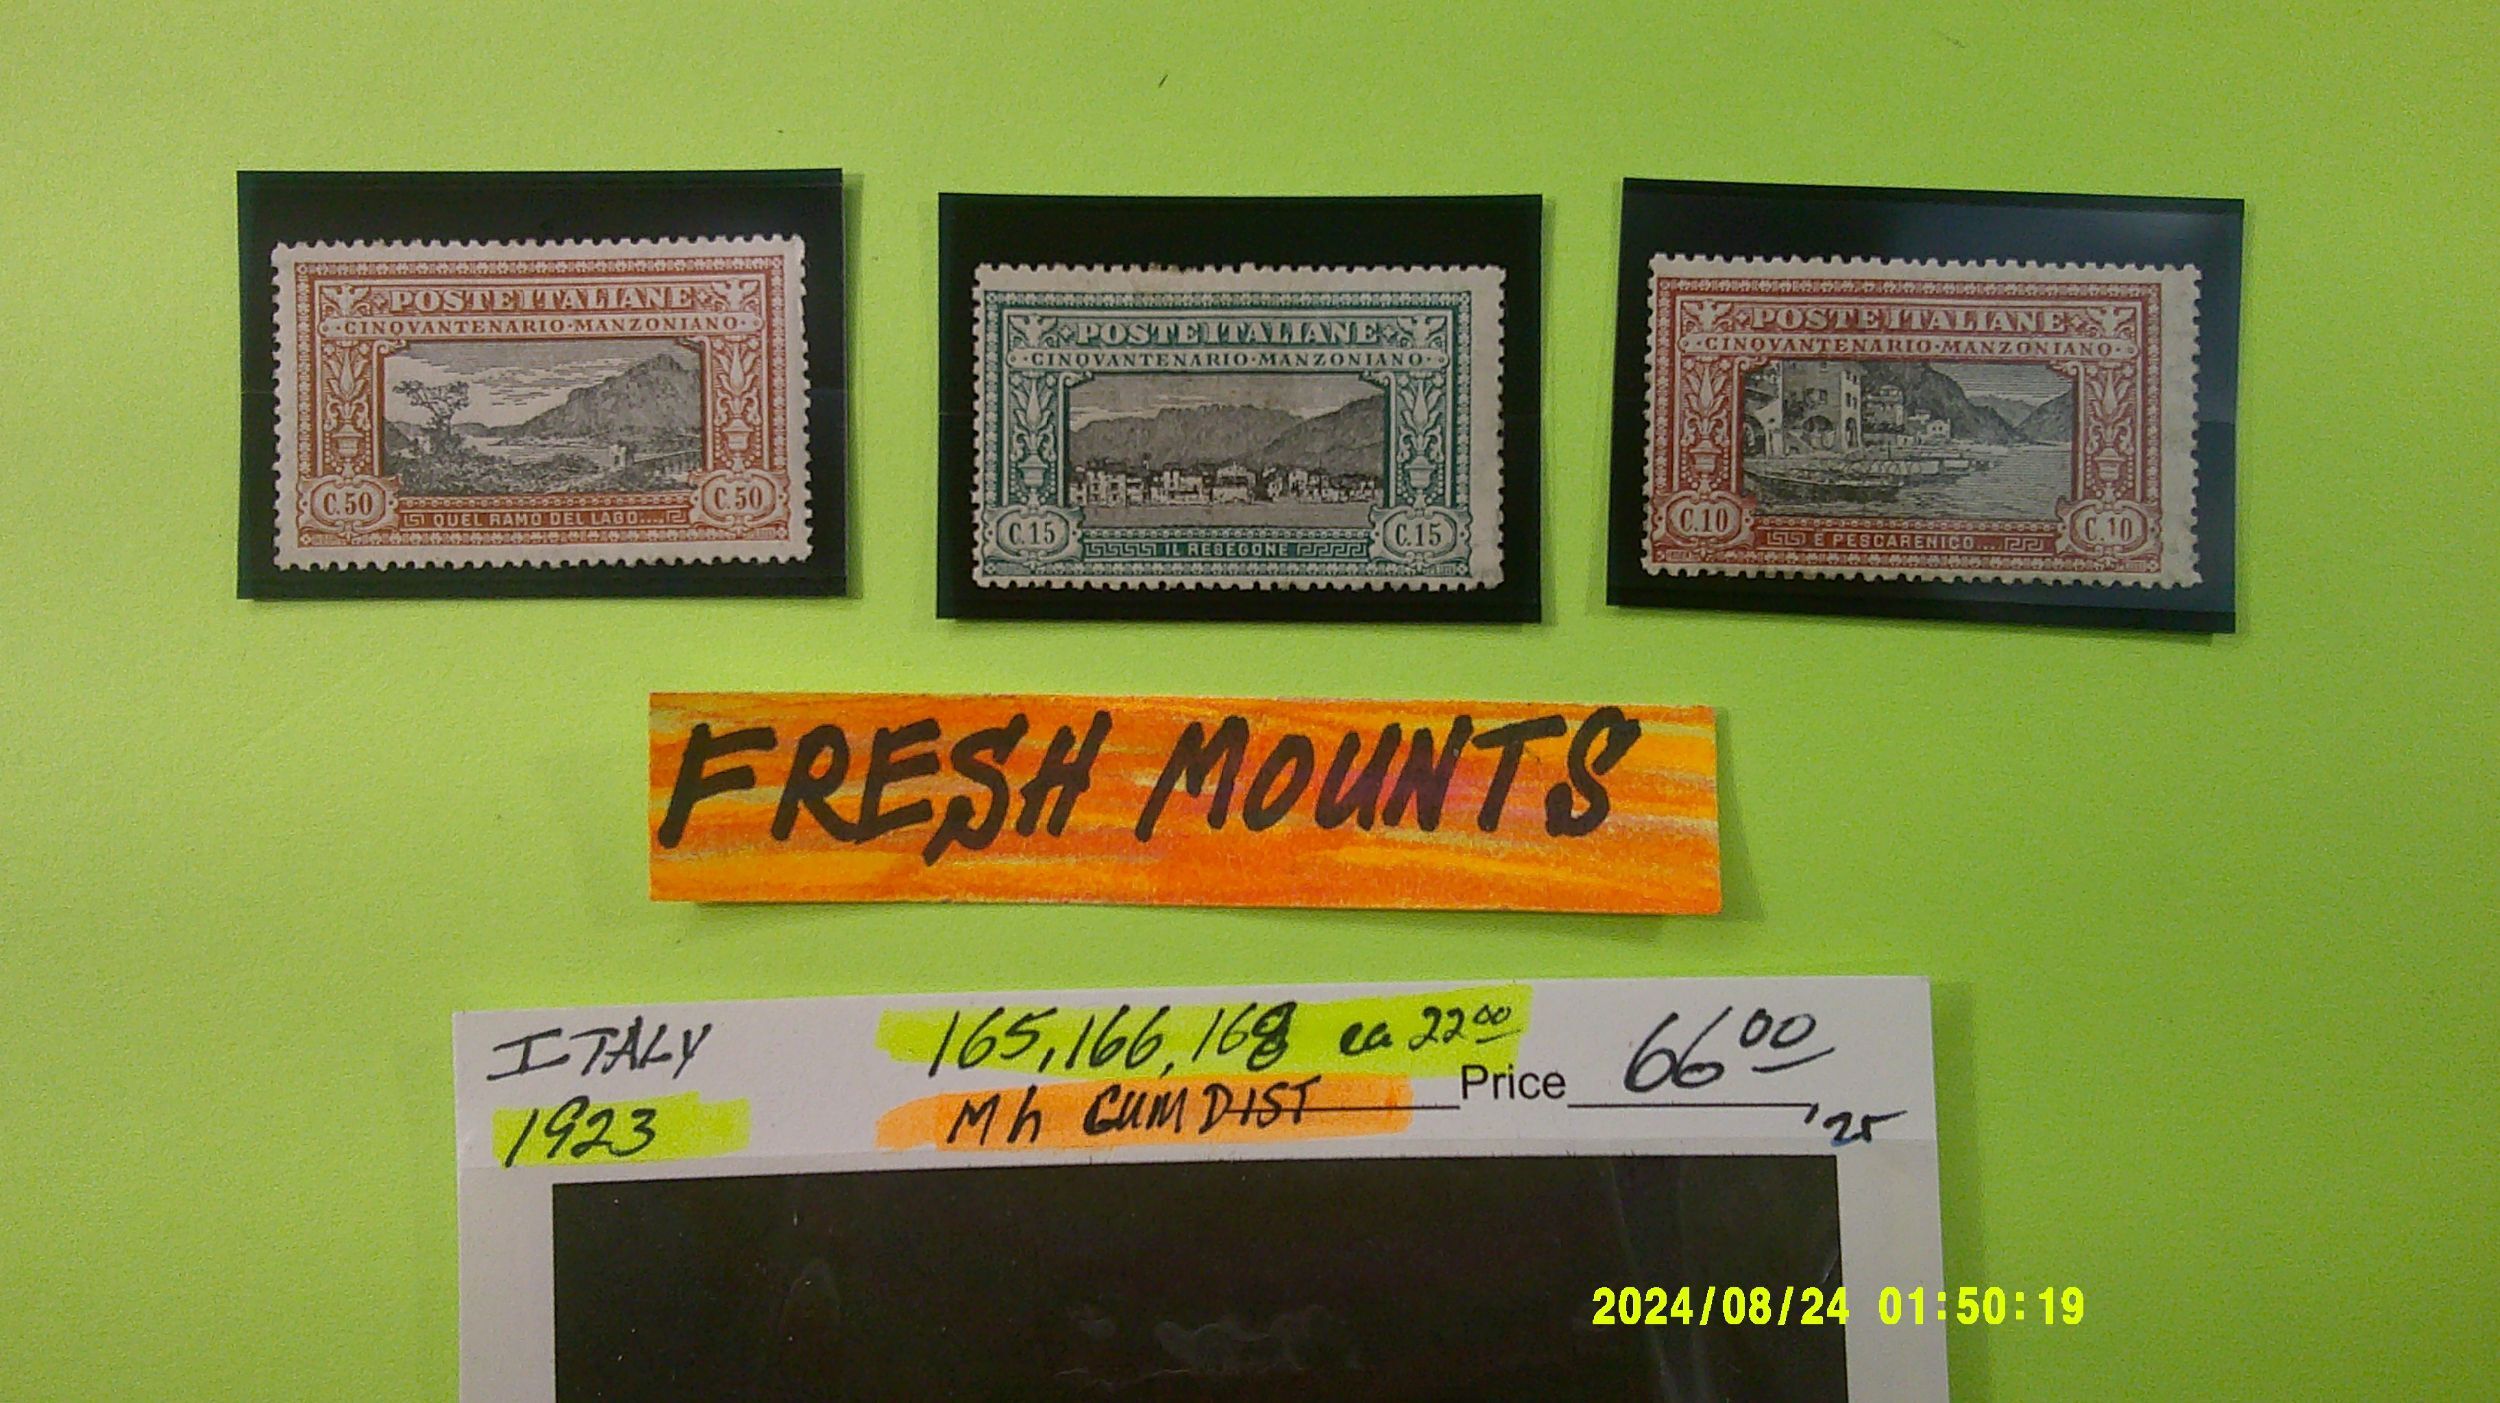 POSTE ITALIANE
CINQVANTENARIO·MANZONIANO
C.50 C.50
QUEL RAMO DEL LAGO....
POSTE ITALIANE
CINQVANTENARIO·MANZONIANO
C.15 C.15
IL RESEGONE
POSTE ITALIANE
CINQVANTENARIO·MANZONIANO
C.10 C.10
E PESCARENICO...
FRESH MOUNTS
ITALY 165, 166, 168 ea 22.00
Price 66.00
1923 Mh GUM DIST '25
2024/08/24 01:50:19